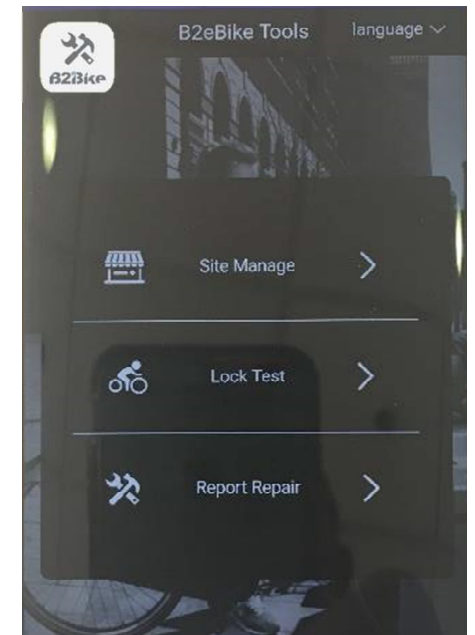 B2eBike Tools
language
B2Bike
Site Manage
Lock Test
Report Repair